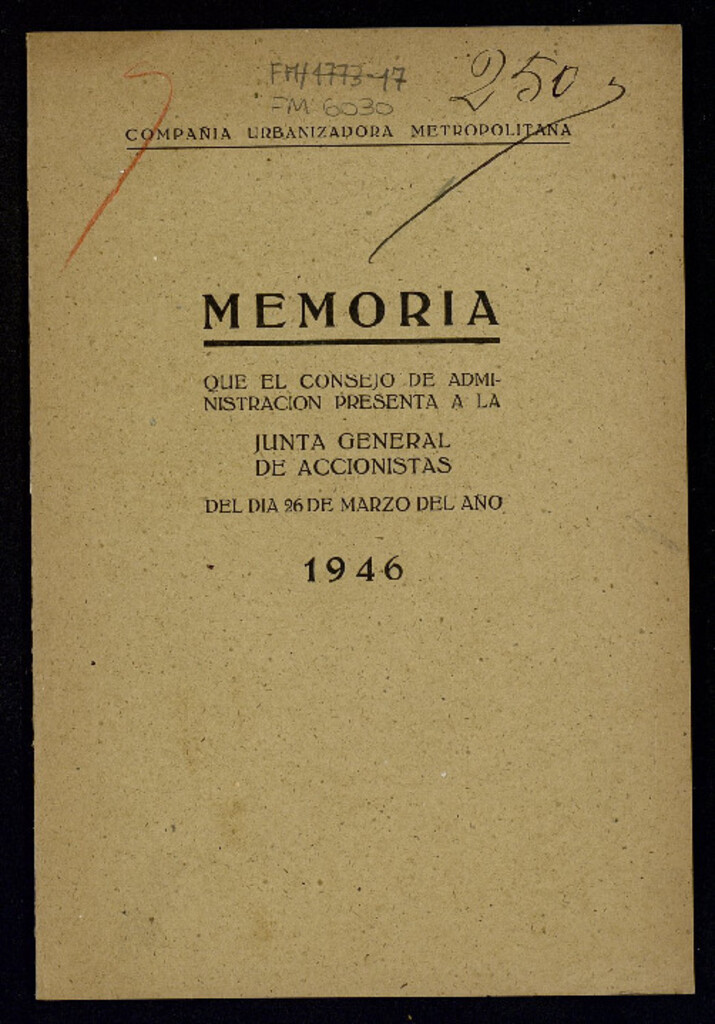 FM/1773-17
FM 6030
250
COMPAÑIA URBANIZADORA METROPOLITANA
MEMORIA
QUE EL CONSEJO DE ADMI-
NISTRACION PRESENTA A LA
JUNTA GENERAL
DE ACCIONISTAS
DEL DIA 26 DE MARZO DEL AÑO
1946